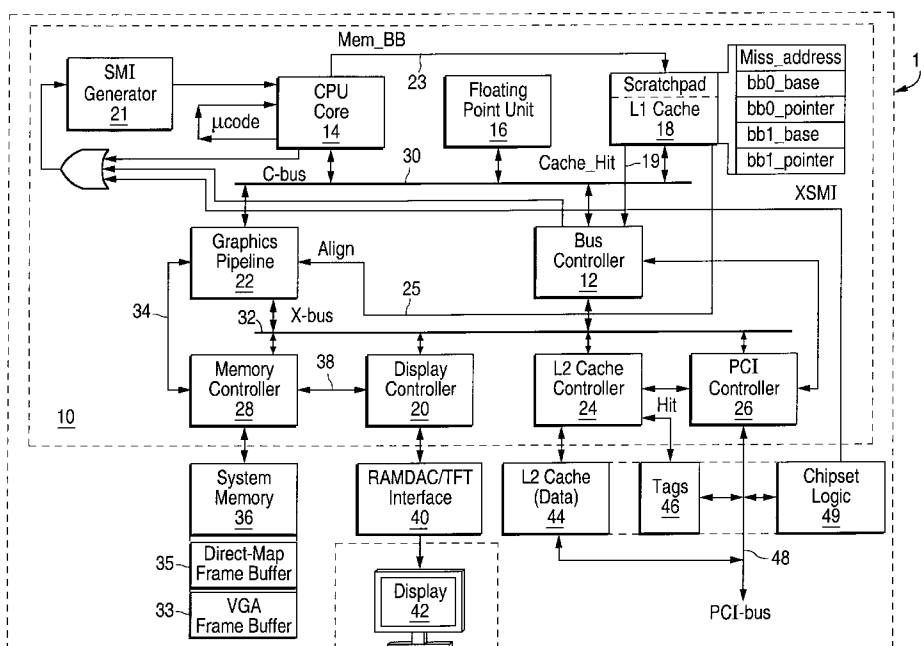 1
Mem_BB
23
SMI
Generator
21
CPU
Core
14
µcode
Floating
Point Unit
16
Scratchpad
L1 Cache
18
Miss_address
bb0_base
bb0_pointer
bb1_base
bb1_pointer
C-bus
30
Cache_Hit
19
XSMI
Graphics
Pipeline
22
Align
Bus
Controller
12
34
25
X-bus
32
Memory
Controller
28
38
Display
Controller
20
L2 Cache
Controller
24
Hit
PCI
Controller
26
10
System
Memory
36
RAMDAC/TFT
Interface
40
L2 Cache
(Data)
44
Tags
46
Chipset
Logic
49
35
Direct-Map
Frame Buffer
33
VGA
Frame Buffer
Display
42
48
PCI-bus